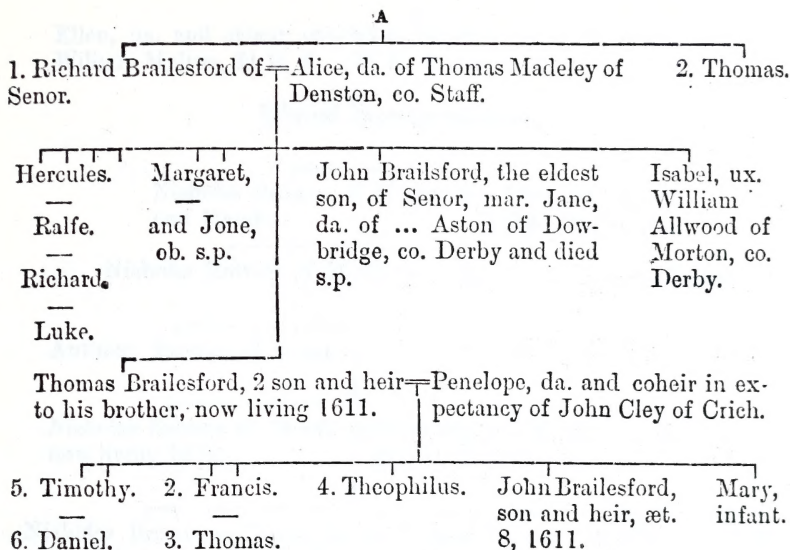 A
1. Richard Brailesford of=Alice, da. of Thomas Madeley of
Senor.
Denston, co. Staff.
2. Thomas.
Hercules.
—
Ralfe.
—
Richard.
—
Luke.
Margaret,
—
and Jone,
ob. s.p.
John Brailsford, the eldest
son, of Senor, mar. Jane,
da. of ... Aston of Dow-
bridge, co. Derby and died
s.p.
Isabel, ux.
William
Allwood of
Morton, co.
Derby.
Thomas Brailesford, 2 son and heir=Penelope, da. and coheir in ex-
to his brother, now living 1611.
pectancy of John Cley of Crich.
5. Timothy.
—
6. Daniel.
2. Francis.
—
3. Thomas.
4. Theophilus.
John Brailesford,
son and heir, æt.
8, 1611.
Mary,
infant.